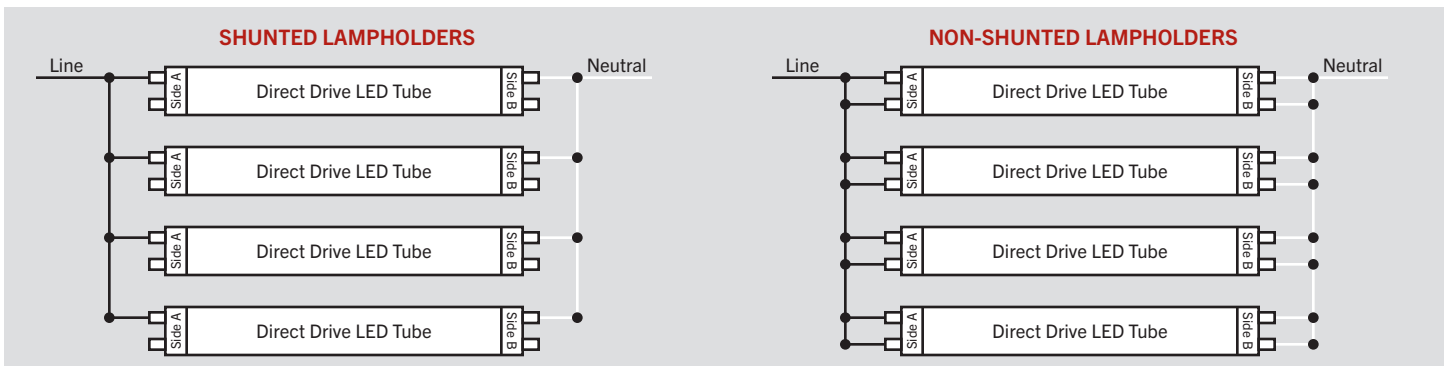 SHUNTED LAMPHOLDERS
Line
Neutral
Side A
Direct Drive LED Tube
Side B
Side A
Direct Drive LED Tube
Side B
Side A
Direct Drive LED Tube
Side B
Side A
Direct Drive LED Tube
Side B
NON-SHUNTED LAMPHOLDERS
Line
Neutral
Side A
Direct Drive LED Tube
Side B
Side A
Direct Drive LED Tube
Side B
Side A
Direct Drive LED Tube
Side B
Side A
Direct Drive LED Tube
Side B